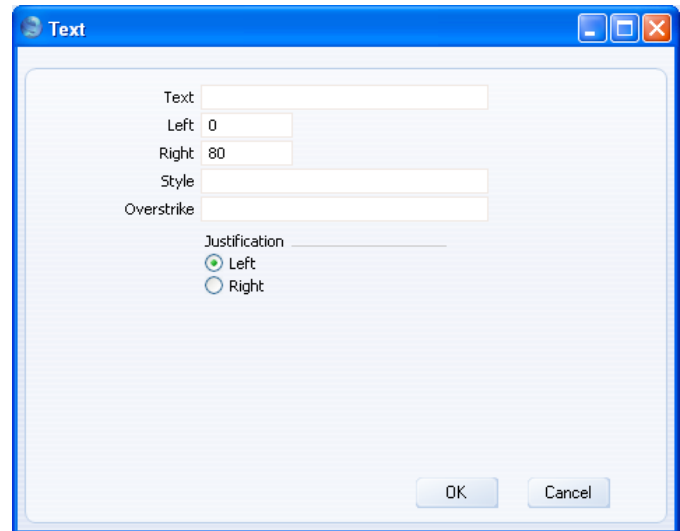 Text
Text
Left 0
Right 80
Style
Overstrike
Justification
Left
Right
OK Cancel